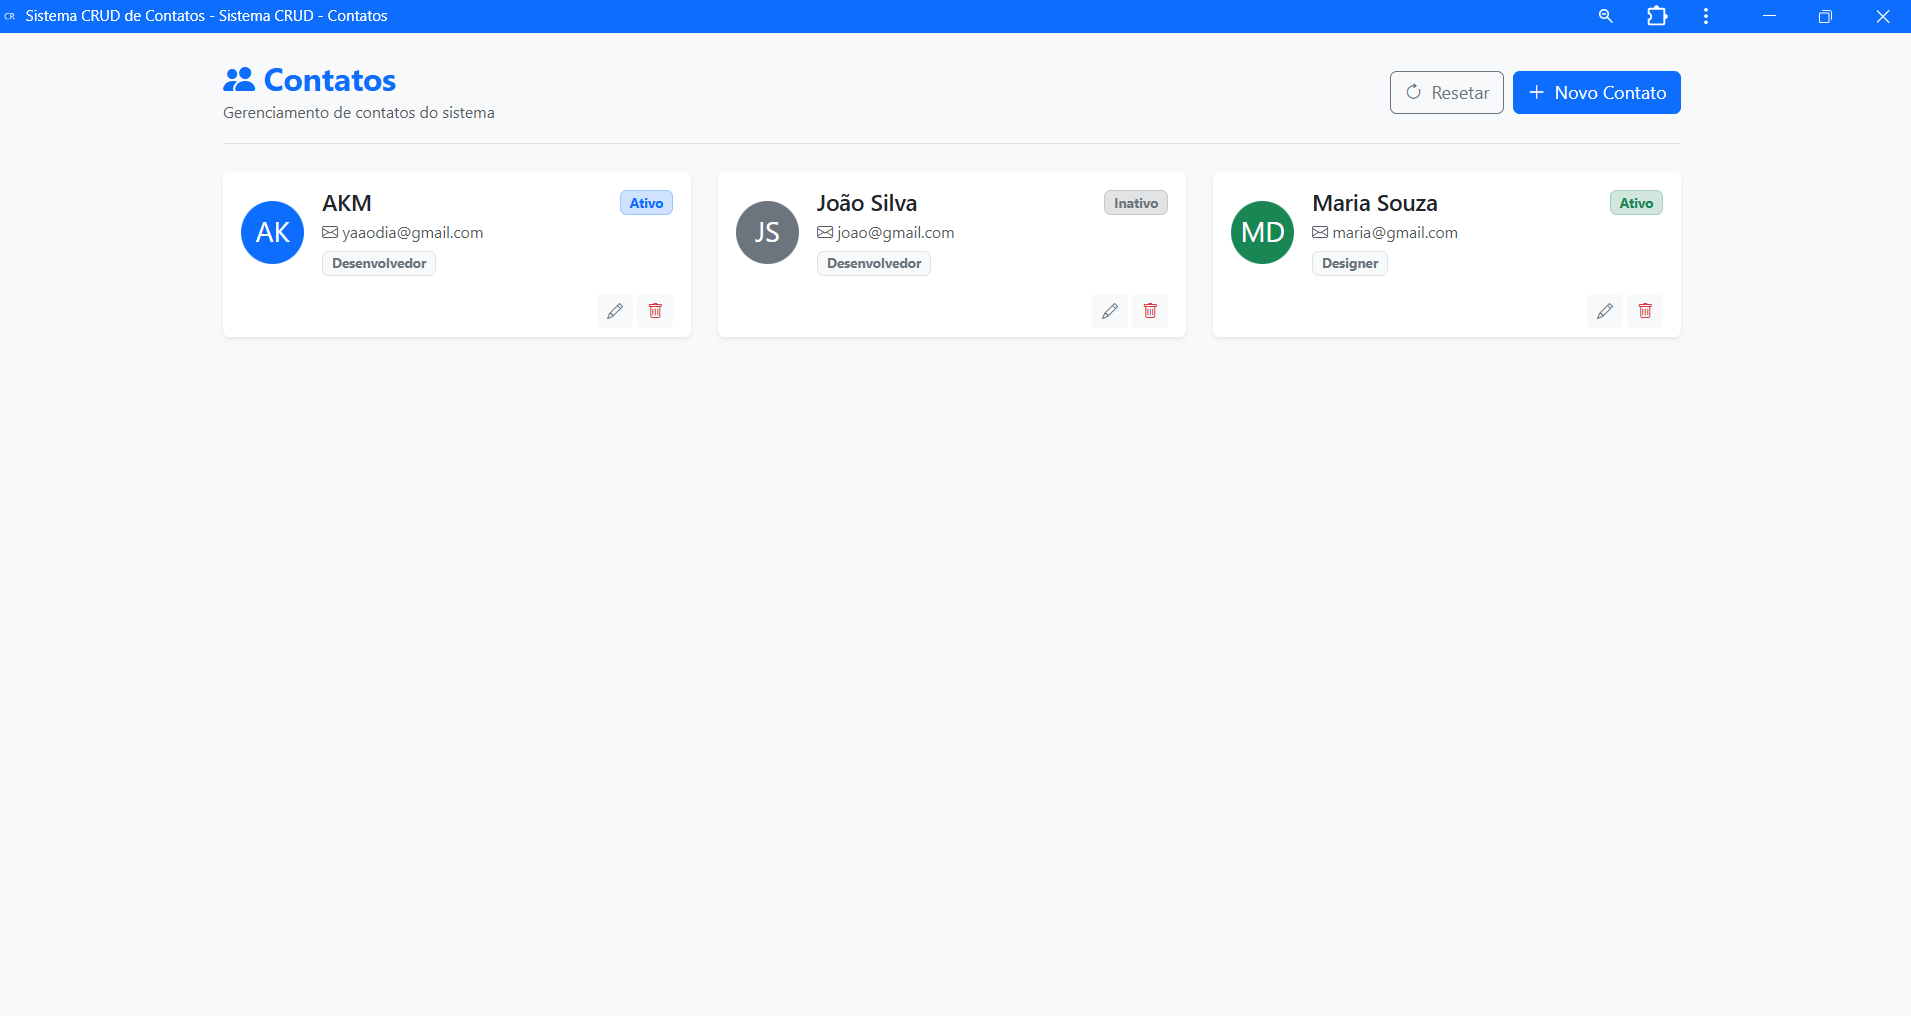 CR Sistema CRUD de Contatos - Sistema CRUD - Contatos
Contatos
Gerenciamento de contatos do sistema
Resetar
Novo Contato
AK
AKM
Ativo
yaaodia@gmail.com
Desenvolvedor
JS
João Silva
Inativo
joao@gmail.com
Desenvolvedor
MD
Maria Souza
Ativo
maria@gmail.com
Designer